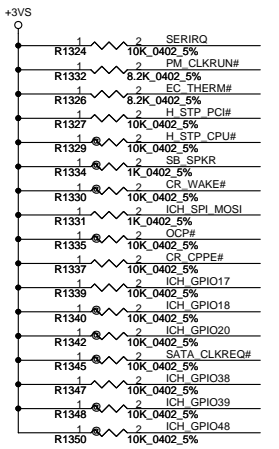 +3VS
1 2 SERIRQ
R1324 10K_0402_5%
1 2 PM_CLKRUN#
R1332 8.2K_0402_5%
1 2 EC_THERM#
R1326 8.2K_0402_5%
1 2 H_STP_PCI#
R1327 10K_0402_5%
1 @ 2 H_STP_CPU#
R1329 10K_0402_5%
1 @ 2 SB_SPKR
R1334 1K_0402_5%
1 @ 2 CR_WAKE#
R1330 10K_0402_5%
1 2 ICH_SPI_MOSI
R1331 1K_0402_5%
1 @ 2 OCP#
R1335 10K_0402_5%
1 2 CR_CPPE#
R1337 10K_0402_5%
1 2 ICH_GPIO17
R1339 10K_0402_5%
1 @ 2 ICH_GPIO18
R1340 10K_0402_5%
1 @ 2 ICH_GPIO20
R1342 10K_0402_5%
1 @ 2 SATA_CLKREQ#
R1345 10K_0402_5%
1 2 ICH_GPIO38
R1347 10K_0402_5%
1 @ 2 ICH_GPIO39
R1348 10K_0402_5%
1 @ 2 ICH_GPIO48
R1350 10K_0402_5%